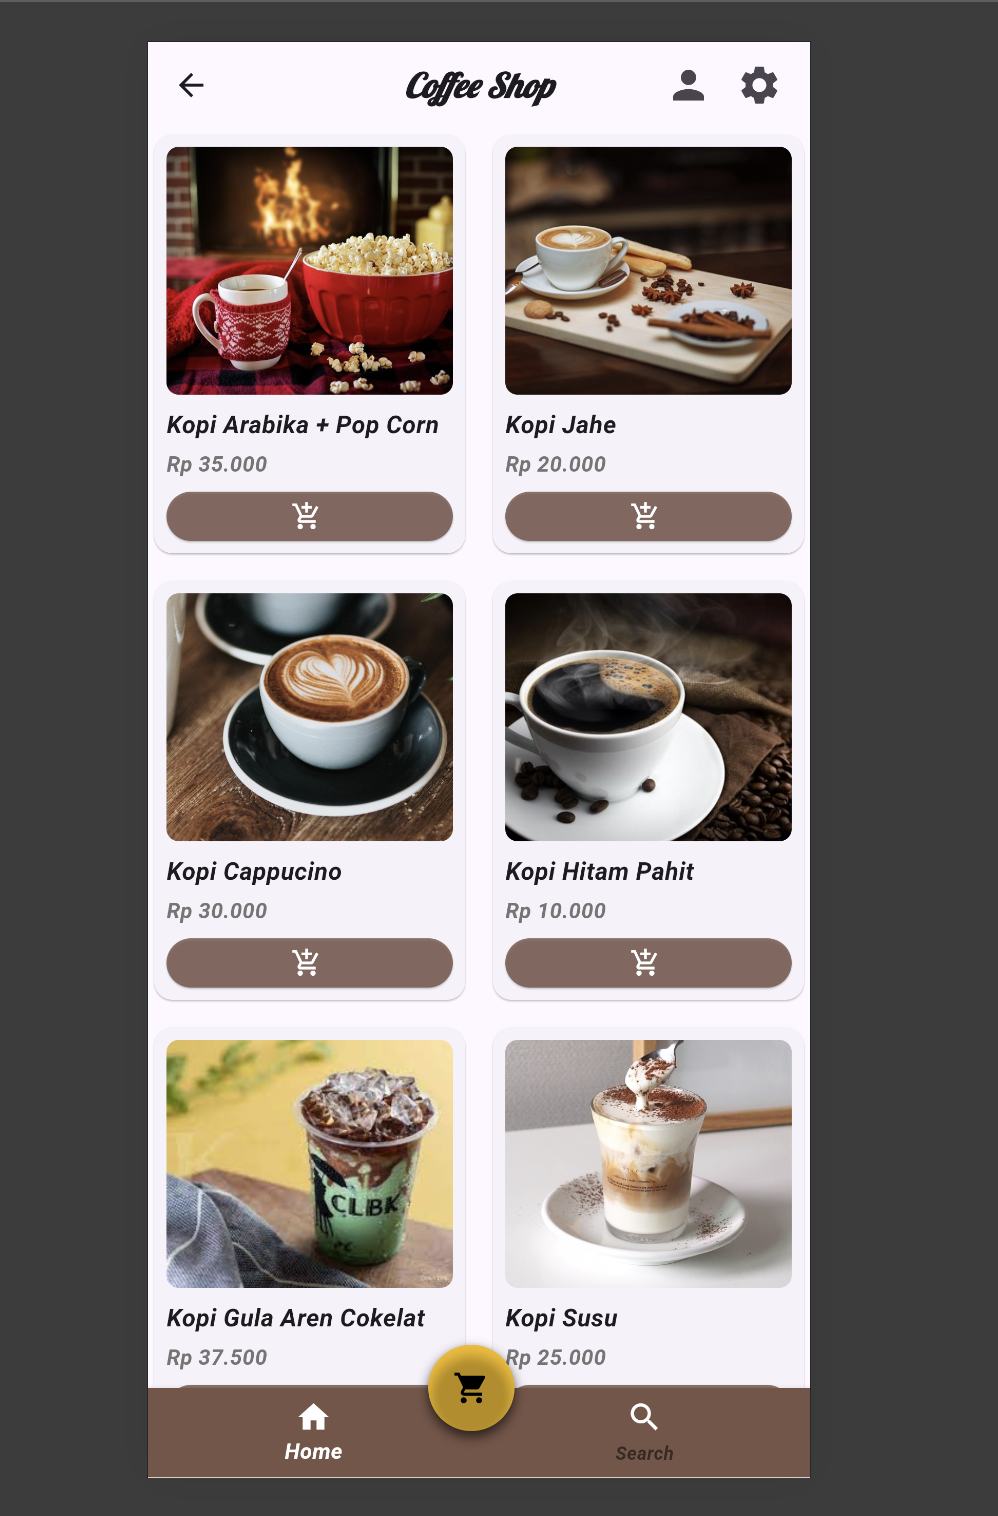 Coffee Shop
Kopi Arabika + Pop Corn
Rp 35.000
Kopi Jahe
Rp 20.000
Kopi Cappucino
Rp 30.000
Kopi Hitam Pahit
Rp 10.000
CLBK
Kopi Gula Aren Cokelat
Rp 37.500
Kopi Susu
Rp 25.000
Home
Search